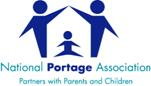 National Portage Association
Partners with Parents and Children